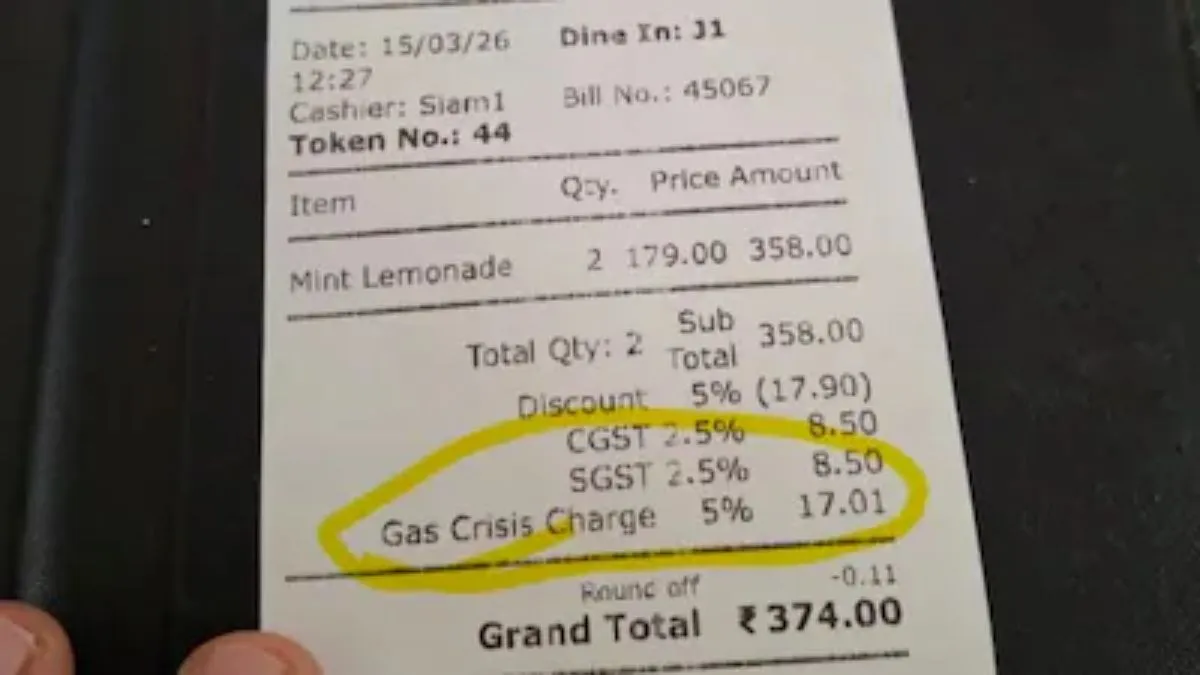 Date: 15/03/26 Dine In: J1
12:27
Cashier: Siam1 Bill No.: 45067
Token No.: 44
Item Qty. Price Amount
Mint Lemonade 2 179.00 358.00
Total Qty: 2 Sub Total 358.00
Discount 5% (17.90)
CGST 2.5% 8.50
SGST 2.5% 8.50
Gas Crisis Charge 5% 17.01
Round off -0.11
Grand Total ₹374.00